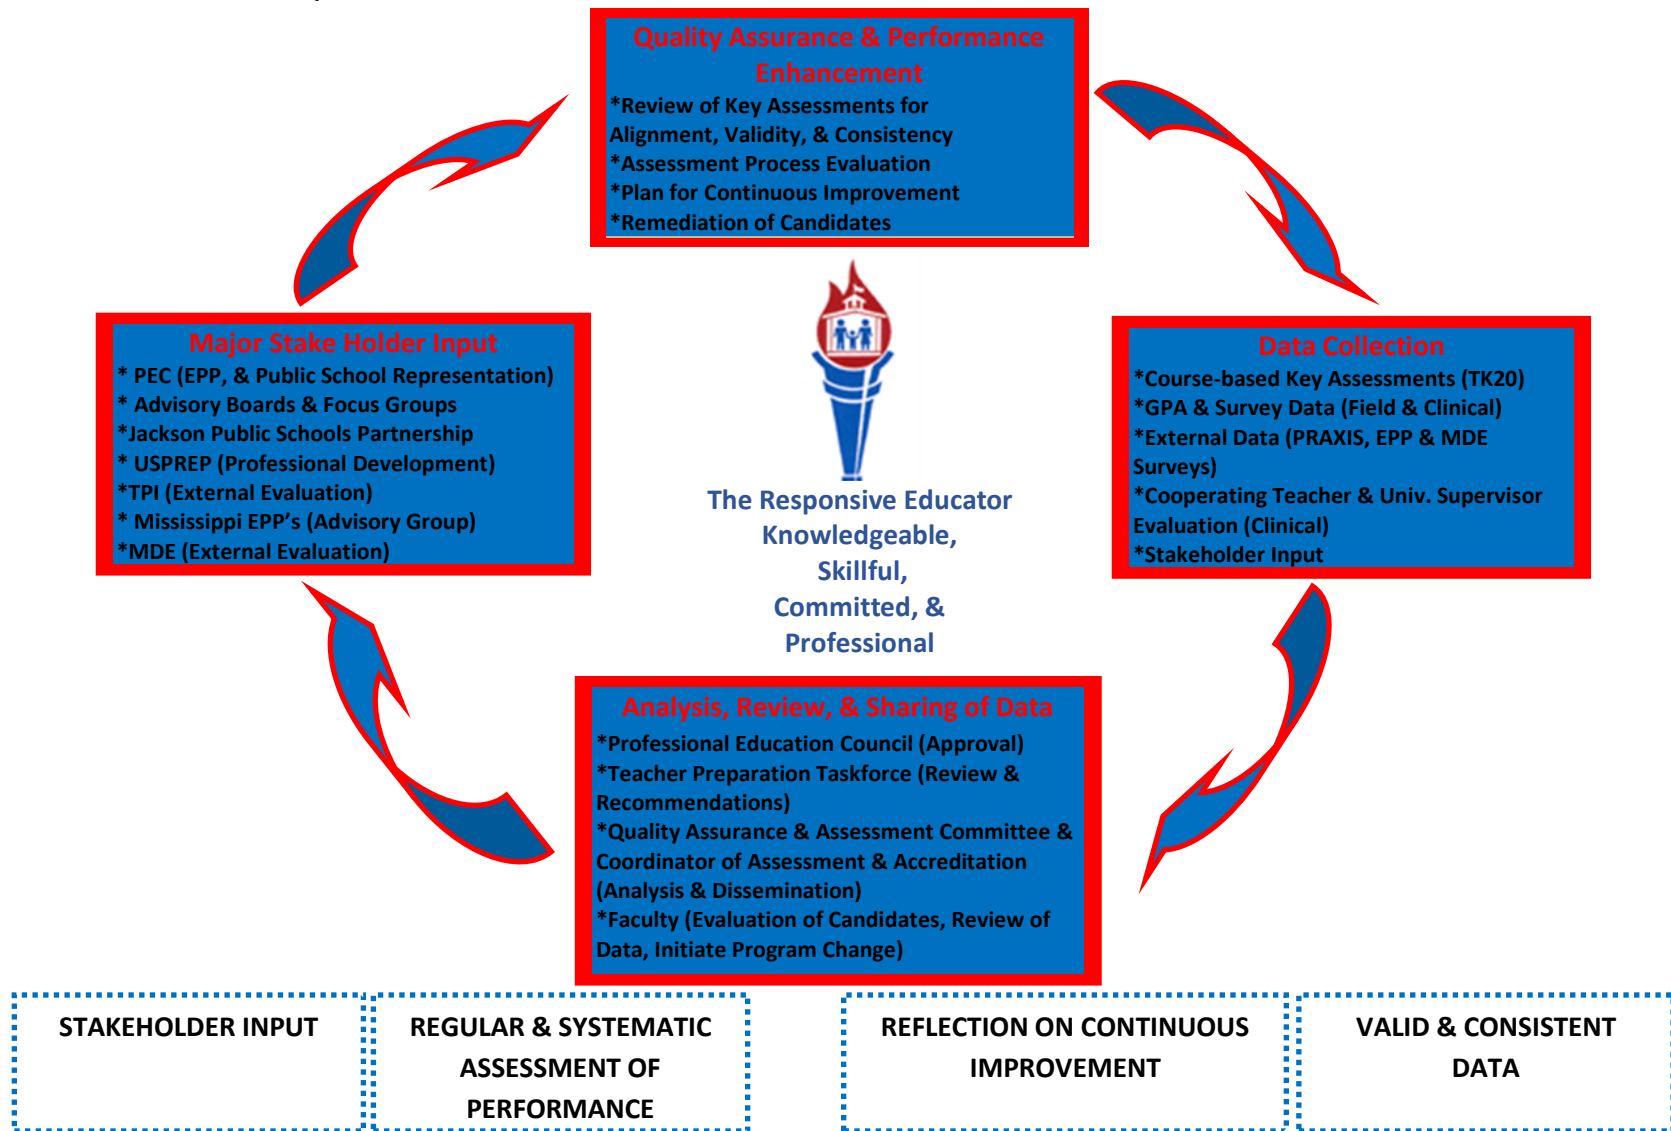 Quality Assurance & Performance
Enhancement
*Review of Key Assessments for
Alignment, Validity, & Consistency
*Assessment Process Evaluation
*Plan for Continuous Improvement
*Remediation of Candidates
Major Stake Holder Input
* PEC (EPP, & Public School Representation)
* Advisory Boards & Focus Groups
*Jackson Public Schools Partnership
* USPREP (Professional Development)
*TPI (External Evaluation)
* Mississippi EPP's (Advisory Group)
*MDE (External Evaluation)
Data Collection
*Course-based Key Assessments (TK20)
*GPA & Survey Data (Field & Clinical)
*External Data (PRAXIS, EPP & MDE
Surveys)
*Cooperating Teacher & Univ. Supervisor
Evaluation (Clinical)
*Stakeholder Input
The Responsive Educator
Knowledgeable,
Skillful,
Committed, &
Professional
Analysis, Review, & Sharing of Data
*Professional Education Council (Approval)
*Teacher Preparation Taskforce (Review &
Recommendations)
*Quality Assurance & Assessment Committee &
Coordinator of Assessment & Accreditation
(Analysis & Dissemination)
*Faculty (Evaluation of Candidates, Review of
Data, Initiate Program Change)
STAKEHOLDER INPUT
REGULAR & SYSTEMATIC
ASSESSMENT OF
PERFORMANCE
REFLECTION ON CONTINUOUS
IMPROVEMENT
VALID & CONSISTENT
DATA